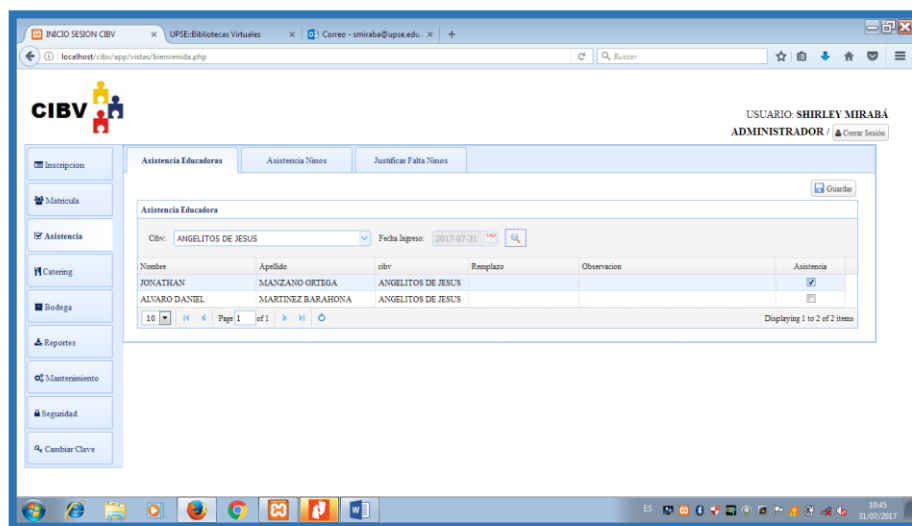 INICIO SESION CIBV
UPSE::Bibliotecas Virtuales
Correo - smiraba@upse.edu.
localhost/cibv/app/vistas/bienvenida.php
Buscar
CIBV
USUARIO: SHIRLEY MIRABÁ
ADMINISTRADOR / Cerrar Sesión
Inscripcion
Matricula
Asistencia
Catering
Bodega
Reportes
Mantenimiento
Seguridad
Cambiar Clave
Asistencia Educadoras Asistencia Ninos Justificar Falta Ninos
Guardar
Asistencia Educadora
Cibv: ANGELITOS DE JESUS Fecha Ingreso: 2017-07-31
Nombre Apellido cibv Remplazo Observacion Asistencia
JONATHAN MANZANO ORTEGA ANGELITOS DE JESUS
ALVARO DANIEL MARTINEZ BARAHONA ANGELITOS DE JESUS
10 Page 1 of 1 Displaying 1 to 2 of 2 items
ES 10:45
31/07/2017